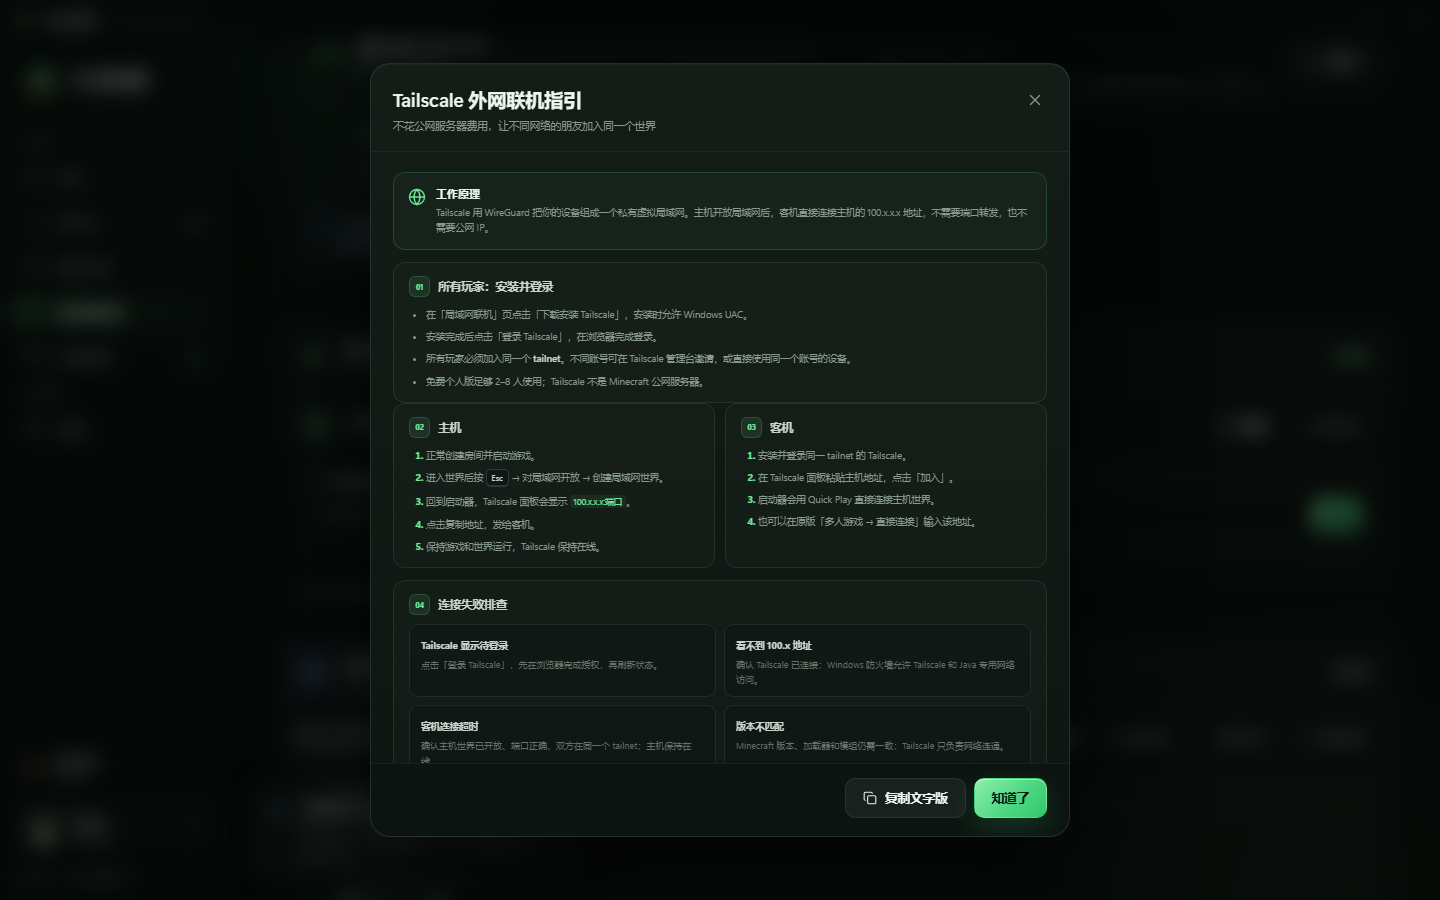 Tailscale 外网联机指引
不花公网服务器费用，让不同网络的朋友加入同一个世界
工作原理
Tailscale 用 WireGuard 把你的设备组成一个私有虚拟局域网。主机开放局域网后，客机直接连接主机的 100.x.x.x 地址，不需要端口转发，也不
需要公网 IP。
01 所有玩家：安装并登录
• 在「局域网联机」页点击「下载安装 Tailscale」，安装时允许 Windows UAC。
• 安装完成后点击「登录 Tailscale」，在浏览器完成登录。
• 所有玩家必须加入同一个 tailnet。不同账号可在 Tailscale 管理台邀请，或直接使用同一个账号的设备。
• 免费个人版足够 2–8 人使用；Tailscale 不是 Minecraft 公网服务器。
02 主机
1. 正常创建房间并启动游戏。
2. 进入世界后按 Esc → 对局域网开放 → 创建局域网世界。
3. 回到启动器，Tailscale 面板会显示 100.x.x.x:端口 。
4. 点击复制地址，发给客机。
5. 保持游戏和世界运行，Tailscale 保持在线。
03 客机
1. 安装并登录同一 tailnet 的 Tailscale。
2. 在 Tailscale 面板粘贴主机地址，点击「加入」。
3. 启动器会用 Quick Play 直接连接主机世界。
4. 也可以在原版「多人游戏 → 直接连接」输入该地址。
04 连接失败排查
Tailscale 显示待登录
点击「登录 Tailscale」，先在浏览器完成授权，再刷新状态。
看不到 100.x 地址
确认 Tailscale 已连接；Windows 防火墙允许 Tailscale 和 Java 专用网络
访问。
客机连接超时
确认主机世界已开放、端口正确、双方在同一个 tailnet；主机保持在
线。
版本不匹配
Minecraft 版本、加载器和模组仍需一致；Tailscale 只负责网络连通。
复制文字版
知道了